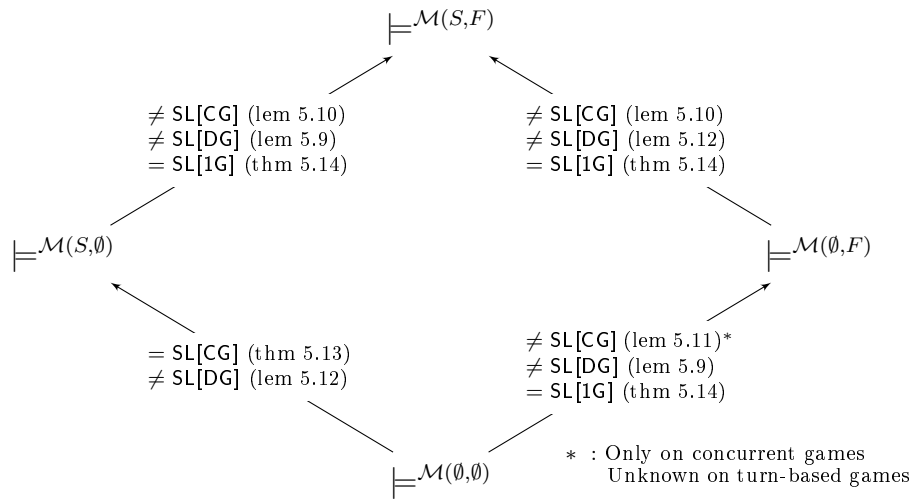 ⊨ᴹ⁽S,F⁾
≠ SL[CG] (lem 5.10)
≠ SL[DG] (lem 5.9)
= SL[1G] (thm 5.14)
≠ SL[CG] (lem 5.10)
≠ SL[DG] (lem 5.12)
= SL[1G] (thm 5.14)
⊨ℳ(S,∅)
⊨ℳ(∅,F)
= SL[CG] (thm 5.13)
≠ SL[DG] (lem 5.12)
≠ SL[CG] (lem 5.11)*
≠ SL[DG] (lem 5.9)
= SL[1G] (thm 5.14)
⊨ℳ(∅,∅)
* : Only on concurrent games
Unknown on turn-based games